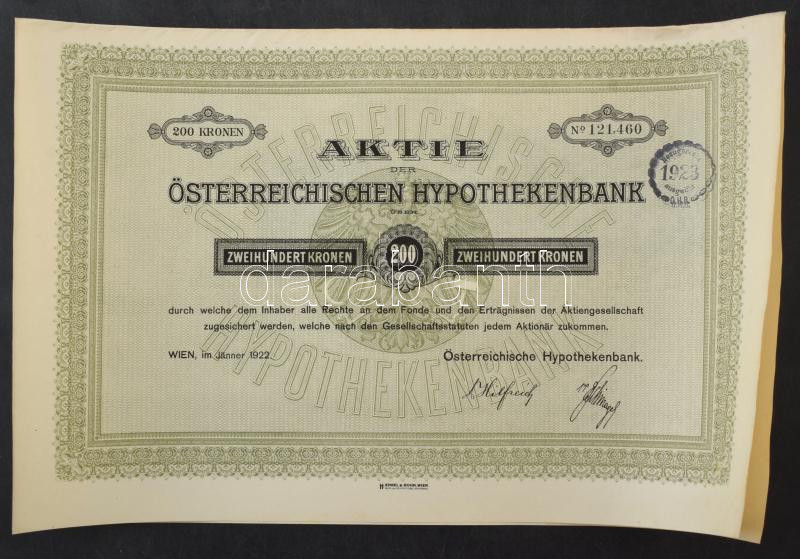 200 KRONEN
No 121.460
AKTIE
DER
ÖSTERREICHISCHEN HYPOTHEKENBANK
ÜBER
ZWEIHUNDERT KRONEN 200 ZWEIHUNDERT KRONEN
durch welche dem Inhaber alle Rechte an dem Fonde und den Erträgnissen der Aktiengesellschaft
zugesichert werden, welche nach den Gesellschaftsstatuten jedem Aktionär zukommen.
WIEN, im Jänner 1922.
Österreichische Hypothekenbank.
1923
Ö.H.B.
ÖSTERREICHISCHE
HYPOTHEKENBANK
darabanth